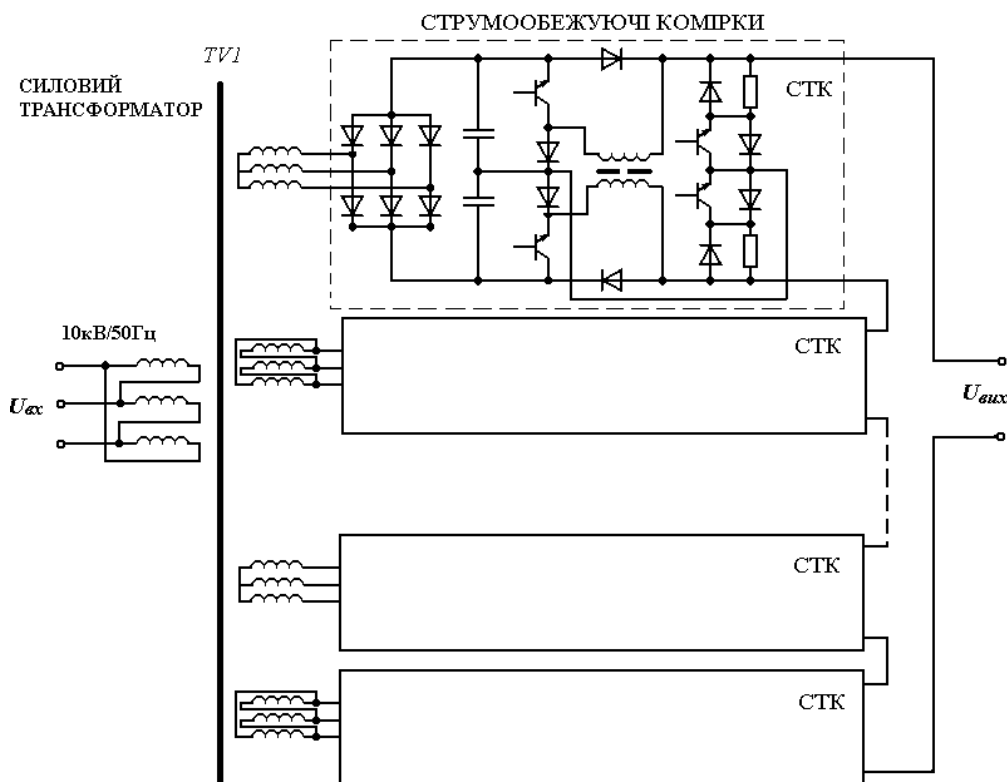 СТРУМООБЕЖУЮЧІ КОМІРКИ
TV1
СИЛОВИЙ
ТРАНСФОРМАТОР
СТК
10кВ/50Гц
СТК
Uвх
Uвих
СТК
СТК